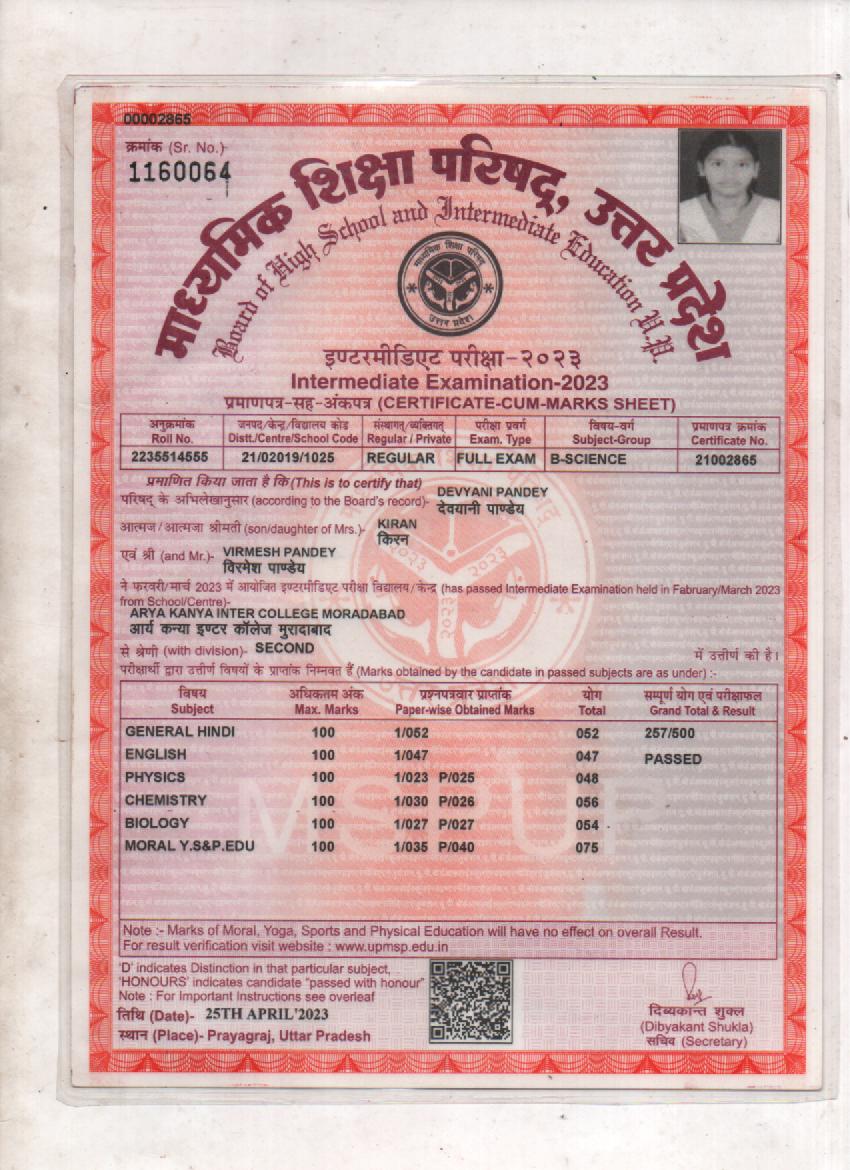 00002865
क्रमांक (Sr. No.)-
1160064
माध्यमिक शिक्षा परिषद्, उत्तर प्रदेश
Board of High School and Intermediate Education U.P.
माध्यमिक शिक्षा परिषद
उत्तर प्रदेश
इण्टरमीडिएट परीक्षा-२०२३
Intermediate Examination-2023
प्रमाणपत्र-सह-अंकपत्र (CERTIFICATE-CUM-MARKS SHEET)
अनुक्रमांक जनपद/केन्द्र/विद्यालय कोड संस्थागत/व्यक्तिगत परीक्षा प्रवर्ग विषय-वर्ग प्रमाणपत्र क्रमांक
Roll No. Distt./Centre/School Code Regular / Private Exam. Type Subject-Group Certificate No.
2235514555 21/02019/1025 REGULAR FULL EXAM B-SCIENCE 21002865
प्रमाणित किया जाता है कि (This is to certify that)
परिषद् के अभिलेखानुसार (according to the Board's record)- DEVYANI PANDEY
देवयानी पाण्डेय
आत्मज/आत्मजा श्रीमती (son/daughter of Mrs.)- KIRAN
किरन
एवं श्री (and Mr.)- VIRMESH PANDEY
विरमेश पाण्डेय
ने फरवरी/मार्च 2023 में आयोजित इण्टरमीडिएट परीक्षा विद्यालय/केन्द्र (has passed Intermediate Examination held in Fabruary/March 2023
from School/Centre)-
ARYA KANYA INTER COLLEGE MORADABAD
आर्य कन्या इण्टर कॉलेज मुरादाबाद
से श्रेणी (with division)- SECOND में उत्तीर्ण की है।
परीक्षार्थी द्वारा उत्तीर्ण विषयों के प्राप्तांक निम्नवत हैं (Marks obtained by the candidate in passed subjects are as under) :-
विषय अधिकतम अंक प्रश्नपत्रवार प्राप्तांक योग सम्पूर्ण योग एवं परीक्षाफल
Subject Max. Marks Paper-wise Obtained Marks Total Grand Total & Result
GENERAL HINDI 100 1/052 052 257/500
ENGLISH 100 1/047 047 PASSED
PHYSICS 100 1/023 P/025 048
CHEMISTRY 100 1/030 P/026 056
BIOLOGY 100 1/027 P/027 054
MORAL Y.S&P.EDU 100 1/035 P/040 075
MSPUP
Note :- Marks of Moral, Yoga, Sports and Physical Education will have no effect on overall Result.
For result verification visit website : www.upmsp.edu.in
'D' indicates Distinction in that particular subject,
'HONOURS' indicates candidate "passed with honour"
Note : For Important Instructions see overleaf
तिथि (Date)- 25TH APRIL'2023
स्थान (Place)- Prayagraj, Uttar Pradesh
दिब्यकान्त शुक्ल
(Dibyakant Shukla)
सचिव (Secretary)